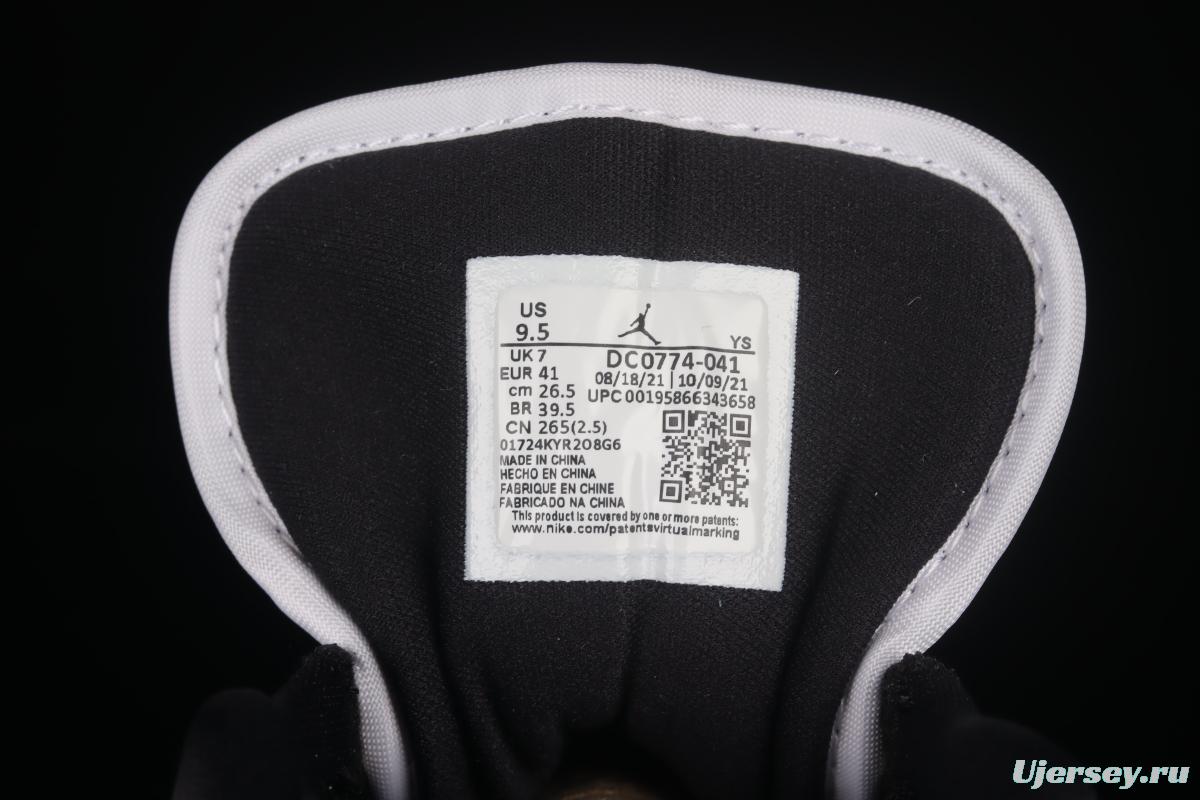 US
9.5
YS
UK 7
DC0774-041
EUR 41
08/18/21 | 10/09/21
cm 26.5
UPC 00195866343658
BR 39.5
CN 265(2.5)
01724KYR2O8G6
MADE IN CHINA
HECHO EN CHINA
FABRIQUE EN CHINE
FABRICADO NA CHINA
This product is covered by one or more patents:
www.nike.com/patentsvirtualmarking
Ujersey.ru